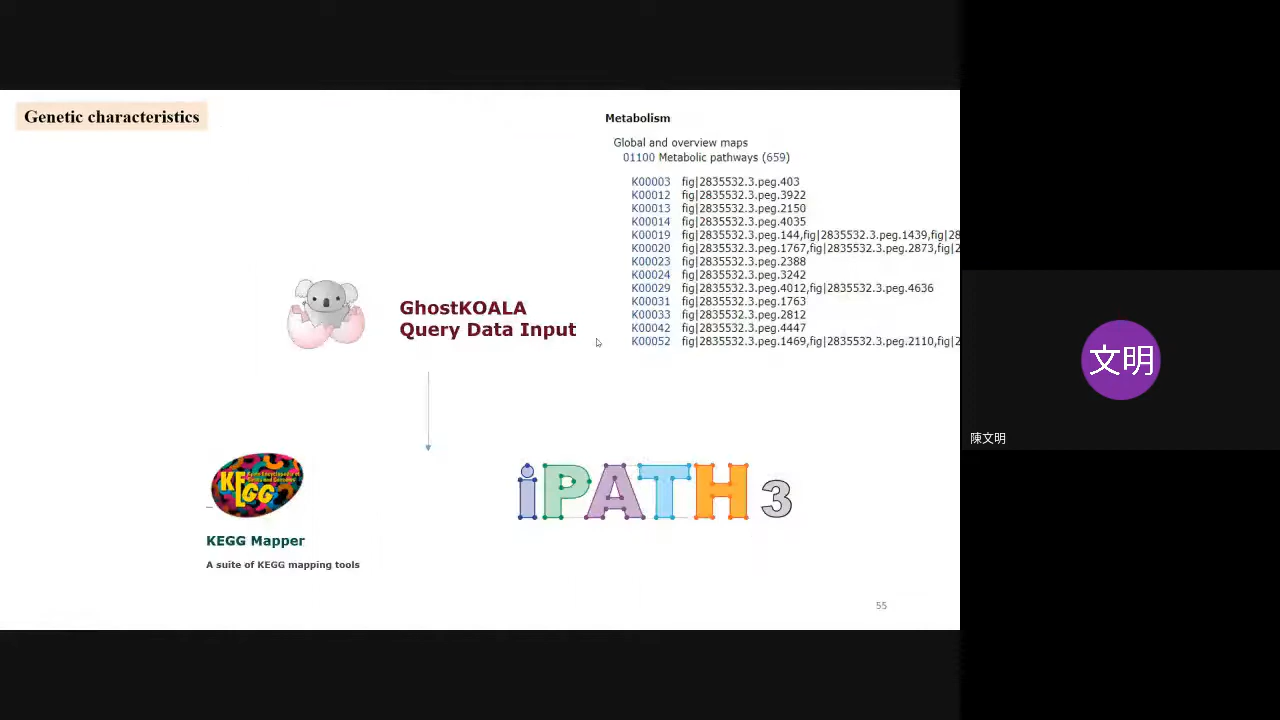 Genetic characteristics
Metabolism
Global and overview maps
01100 Metabolic pathways (659)
K00003 fig|2835532.3.peg.403
K00012 fig|2835532.3.peg.3922
K00013 fig|2835532.3.peg.2150
K00014 fig|2835532.3.peg.4035
K00019 fig|2835532.3.peg.144,fig|2835532.3.peg.1439,fig|28
K00020 fig|2835532.3.peg.1767,fig|2835532.3.peg.2873,fig|2
K00023 fig|2835532.3.peg.2388
K00024 fig|2835532.3.peg.3242
K00029 fig|2835532.3.peg.4012,fig|2835532.3.peg.4636
K00031 fig|2835532.3.peg.1763
K00033 fig|2835532.3.peg.2812
K00042 fig|2835532.3.peg.4447
K00052 fig|2835532.3.peg.1469,fig|2835532.3.peg.2110,fig|2
GhostKOALA
Query Data Input
KEGG
iPATH 3
KEGG Mapper
A suite of KEGG mapping tools
55
文明
陳文明